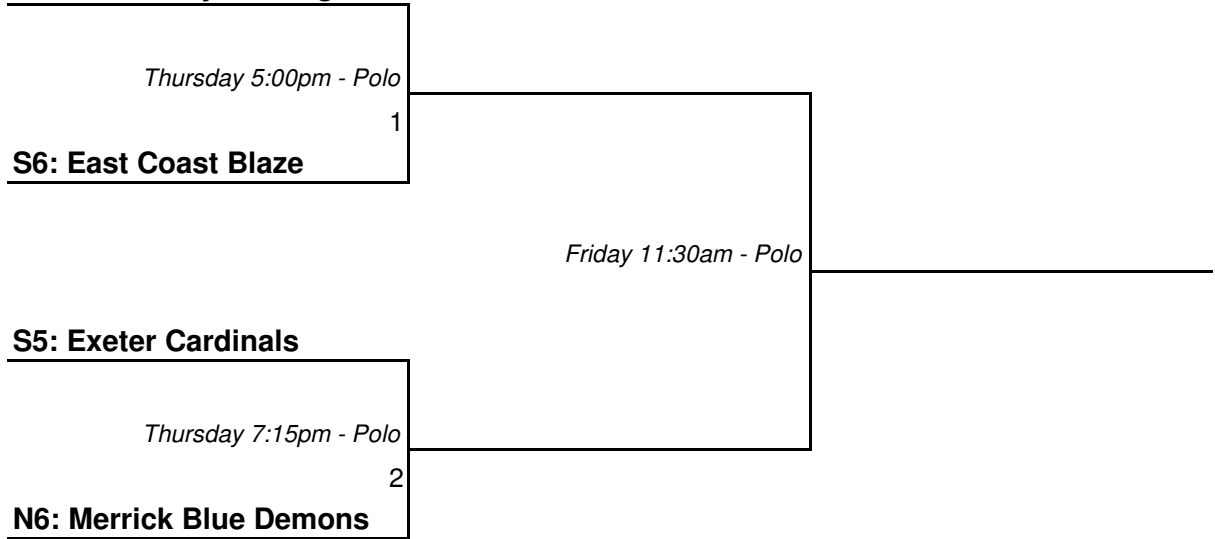 Thursday 5:00pm - Polo
1
S6: East Coast Blaze
Friday 11:30am - Polo
S5: Exeter Cardinals
Thursday 7:15pm - Polo
2
N6: Merrick Blue Demons